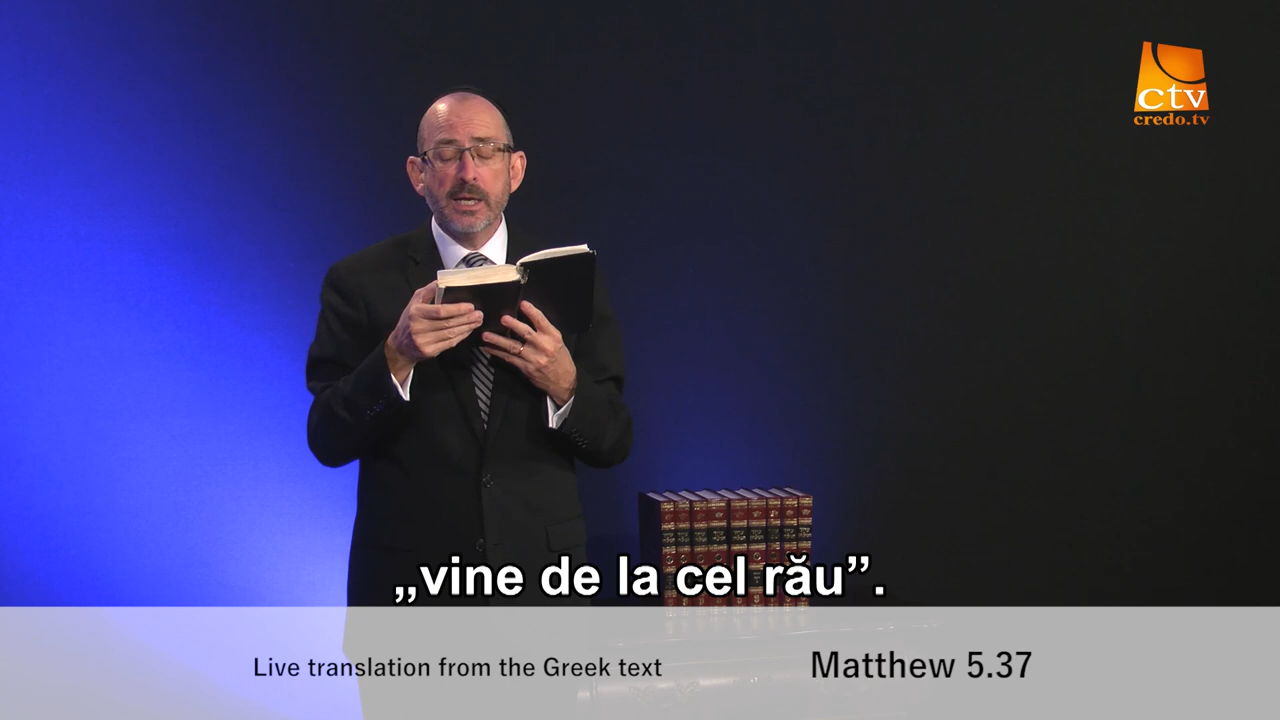 ctv
credo.tv
„vine de la cel rău”.
Live translation from the Greek text
Matthew 5.37